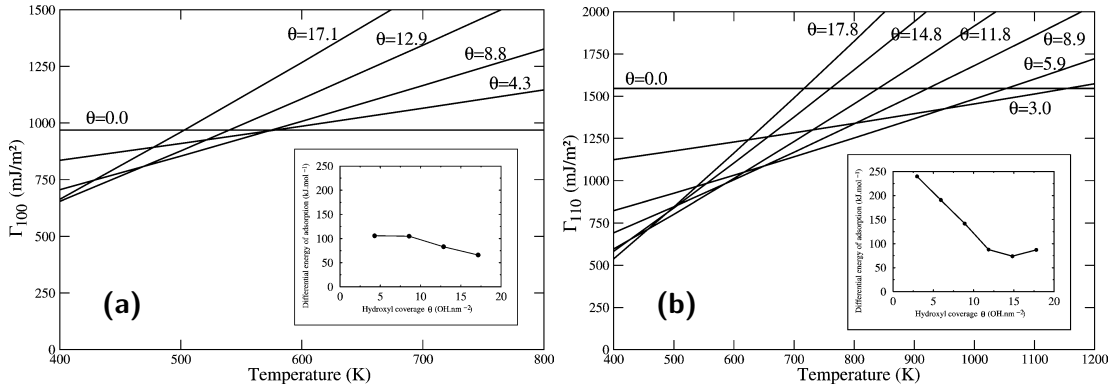 1500
1250
1000
750
500
250
0
Γ100 (mJ/m²)
θ=17.1
θ=12.9
θ=8.8
θ=4.3
θ=0.0
250
200
150
100
50
0
Differential energy of adsorption (kJ.mol⁻¹)
0 5 10 15 20
Hydroxyl coverage θ (OH.nm⁻²)
(a)
400 500 600 700 800
Temperature (K)
2000
1750
1500
1250
1000
750
500
250
0
Γ110 (mJ/m²)
θ=17.8
θ=14.8
θ=11.8
θ=8.9
θ=5.9
θ=0.0
θ=3.0
250
200
150
100
50
0
Differential energy of adsorption (kJ.mol⁻¹)
0 5 10 15 20
Hydroxyl coverage θ (OH.nm⁻²)
(b)
400 500 600 700 800 900 1000 1100 1200
Temperature (K)